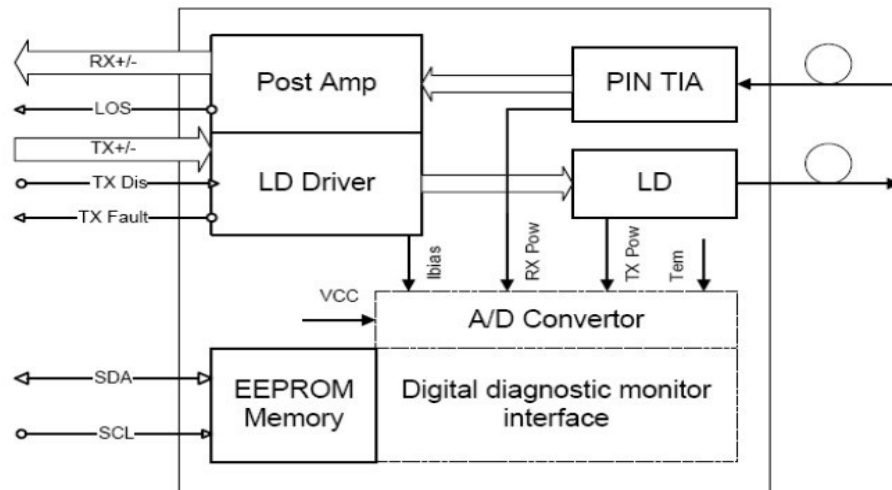 RX+/-
Post Amp
PIN TIA
LOS
TX+/-
TX Dis
LD Driver
LD
TX Fault
Ibias
RX Pow
TX Pow
Tem
VCC
A/D Convertor
SDA
EEPROM
Memory
Digital diagnostic monitor
interface
SCL